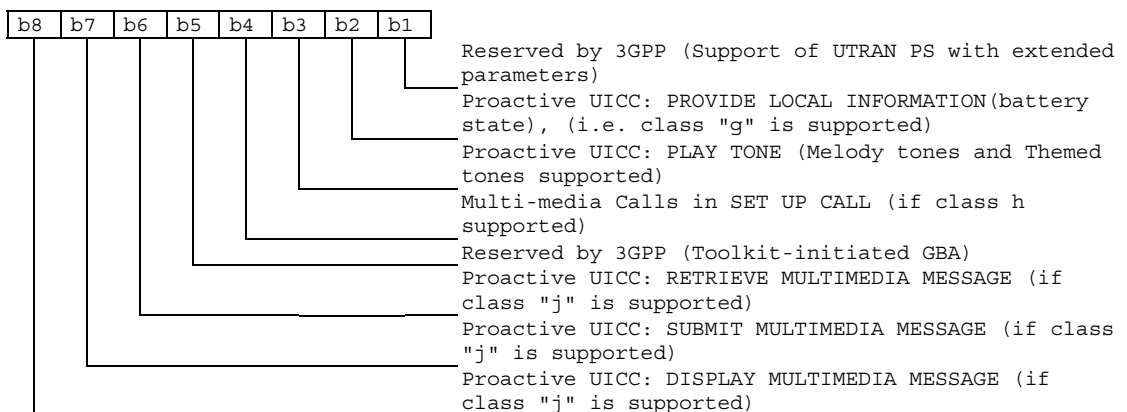 b8 b7 b6 b5 b4 b3 b2 b1
Reserved by 3GPP (Support of UTRAN PS with extended
parameters)
Proactive UICC: PROVIDE LOCAL INFORMATION(battery
state), (i.e. class "g" is supported)
Proactive UICC: PLAY TONE (Melody tones and Themed
tones supported)
Multi-media Calls in SET UP CALL (if class h
supported)
Reserved by 3GPP (Toolkit-initiated GBA)
Proactive UICC: RETRIEVE MULTIMEDIA MESSAGE (if
class "j" is supported)
Proactive UICC: SUBMIT MULTIMEDIA MESSAGE (if class
"j" is supported)
Proactive UICC: DISPLAY MULTIMEDIA MESSAGE (if
class "j" is supported)